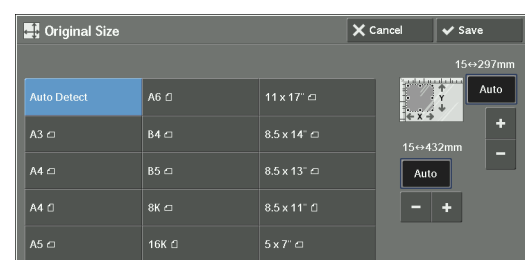 Original Size
Cancel
Save
15↔297mm
Auto Detect
A6
11 x 17"
Auto
Y
X
A3
B4
8.5 x 14"
+
15↔432mm
−
A4
B5
8.5 x 13"
Auto
A4
8K
8.5 x 11"
− +
A5
16K
5 x 7"